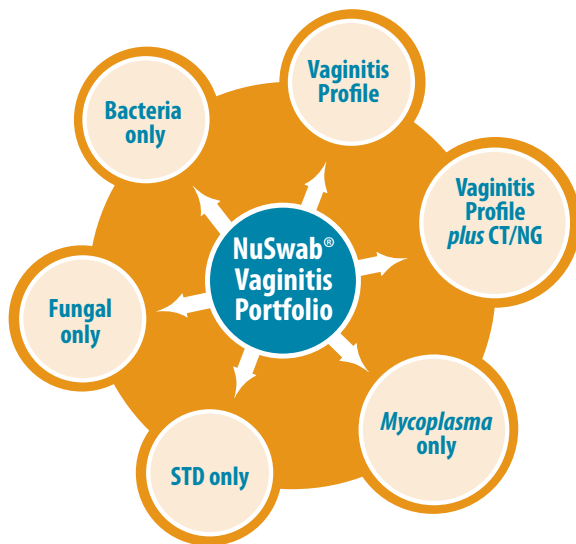 Vaginitis
Profile
Bacteria
only
Vaginitis
Profile
plus CT/NG
NuSwab®
Vaginitis
Portfolio
Fungal
only
Mycoplasma
only
STD only